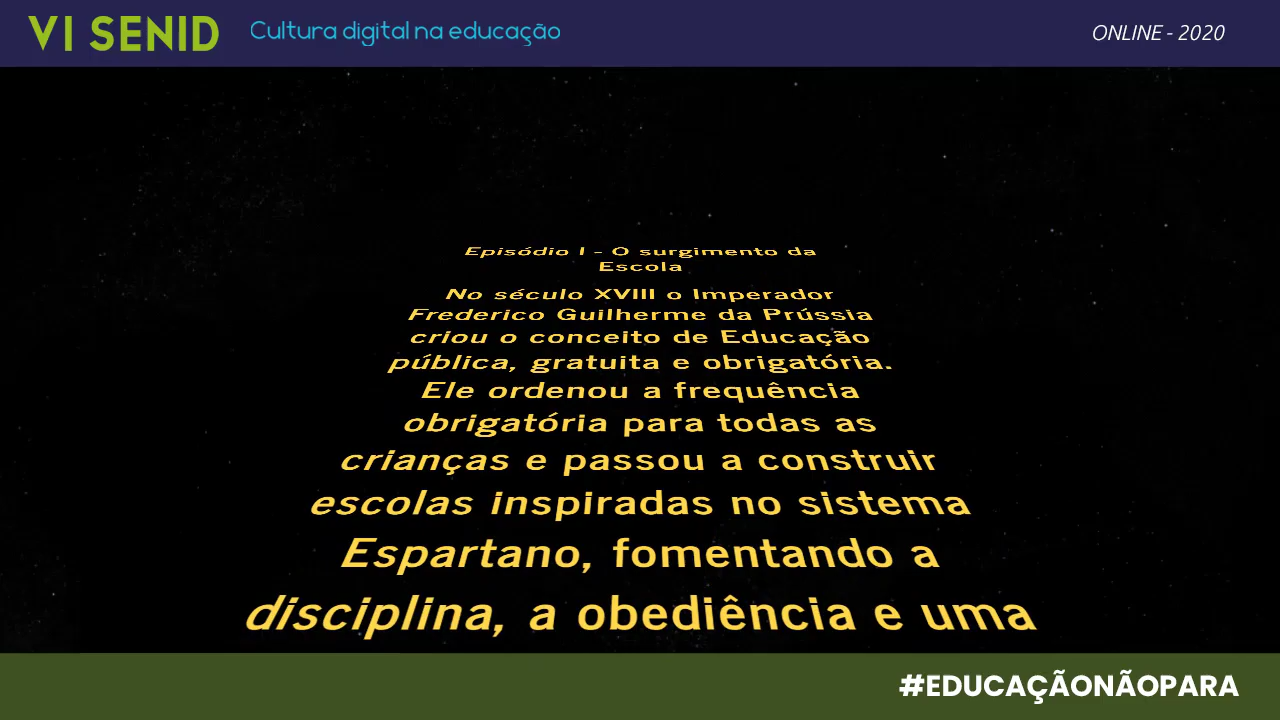 VI SENID
Cultura digital na educação
ONLINE - 2020
Episódio I - O surgimento da
Escola
No século XVIII o Imperador
Frederico Guilherme da Prússia
criou o conceito de Educação
pública, gratuita e obrigatória.
Ele ordenou a frequência
obrigatória para todas as
crianças e passou a construir
escolas inspiradas no sistema
Espartano, fomentando a
disciplina, a obediência e uma
#EDUCAÇÃONÃOPARA